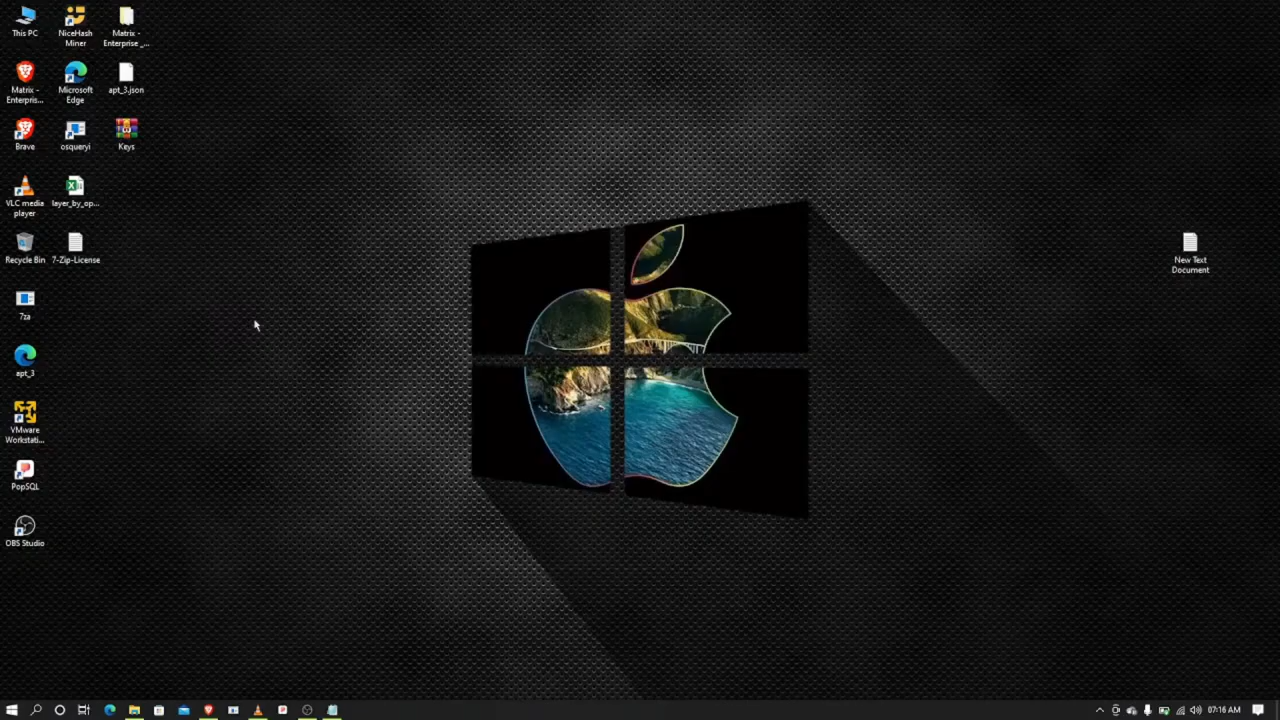 This PC
NiceHash
Miner
Matrix -
Enterprise _...
Matrix -
Enterpris...
Microsoft
Edge
apt_3.json
Brave
osqueryi
Keys
VLC media
player
layer_by_op...
Recycle Bin
7-Zip-License
7za
apt_3
VMware
Workstati...
PopSQL
OBS Studio
New Text
Document
07:16 AM